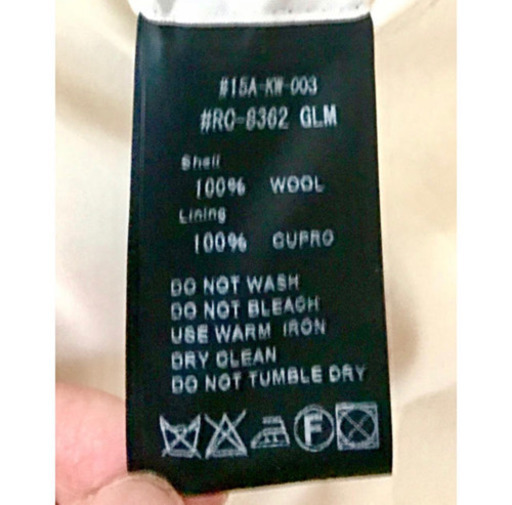 #15A-KW-003
#RC-8362 GLM
Shell
100% WOOL
Lining
100% CUPRO
DO NOT WASH
DO NOT BLEACH
USE WARM IRON
DRY CLEAN
DO NOT TUMBLE DRY
F